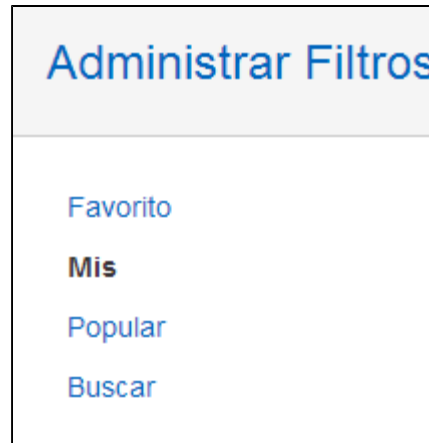 Administrar Filtros
Favorito
Mis
Popular
Buscar